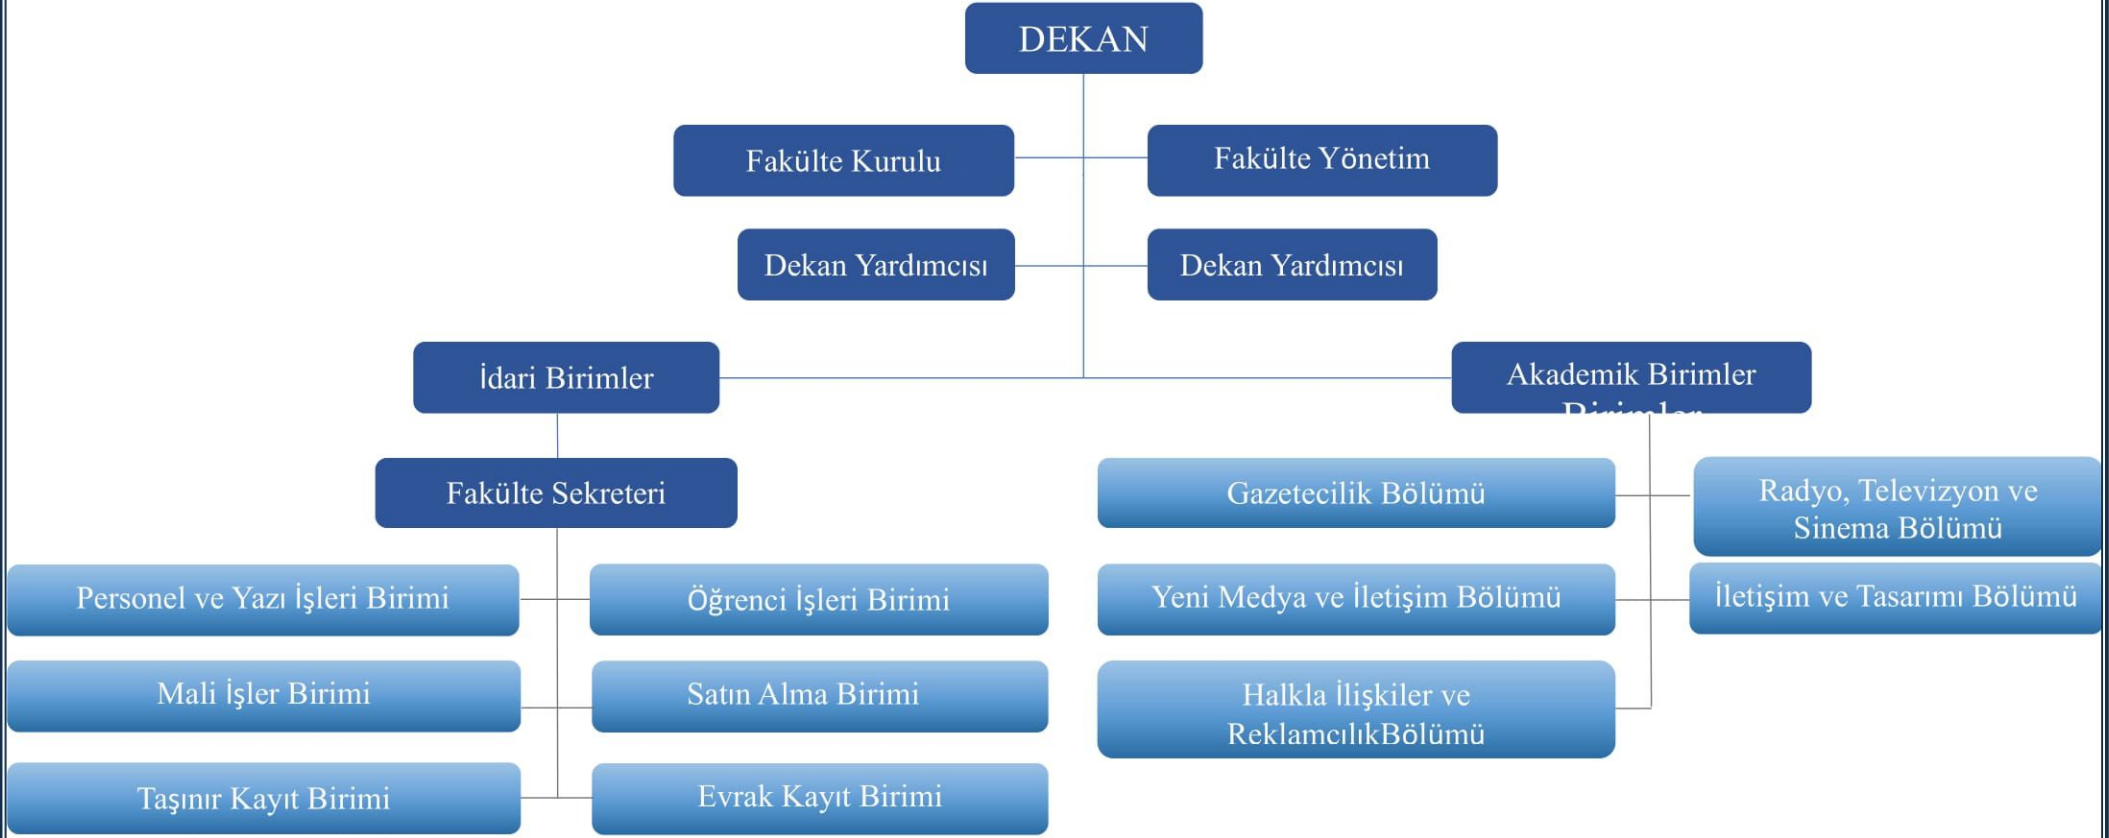 DEKAN
Fakülte Kurulu
Fakülte Yönetim
Dekan Yardımcısı
Dekan Yardımcısı
İdari Birimler
Akademik Birimler
Birimler
Fakülte Sekreteri
Gazetecilik Bölümü
Radyo, Televizyon ve
Sinema Bölümü
Personel ve Yazı İşleri Birimi
Öğrenci İşleri Birimi
Yeni Medya ve İletişim Bölümü
İletişim ve Tasarımı Bölümü
Mali İşler Birimi
Satın Alma Birimi
Halkla İlişkiler ve
ReklamcılıkBölümü
Taşınır Kayıt Birimi
Evrak Kayıt Birimi